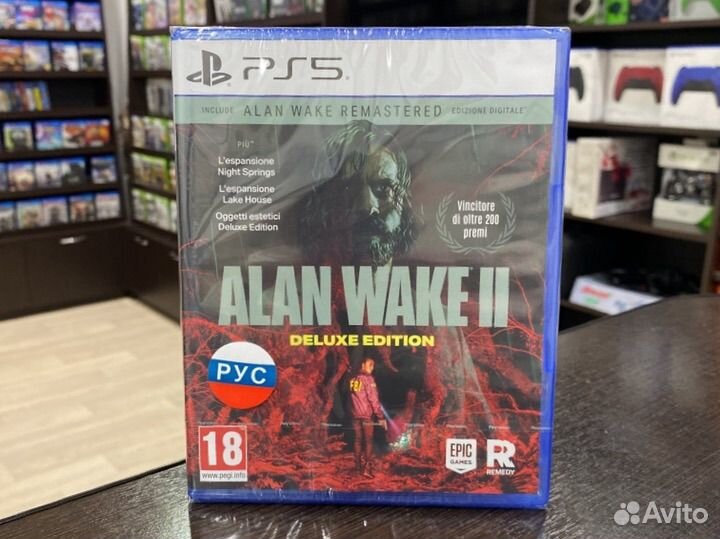 PS5
INCLUDE ALAN WAKE REMASTERED EDIZIONE DIGITALE
PIÙ
L'espansione
Night Springs
L'espansione
Lake House
Oggetti estetici
Deluxe Edition
Vincitore
di oltre 200
premi
ALAN WAKE II
DELUXE EDITION
РУС
FBI
18
www.pegi.info
EPIC
GAMES
REMEDY
Avito